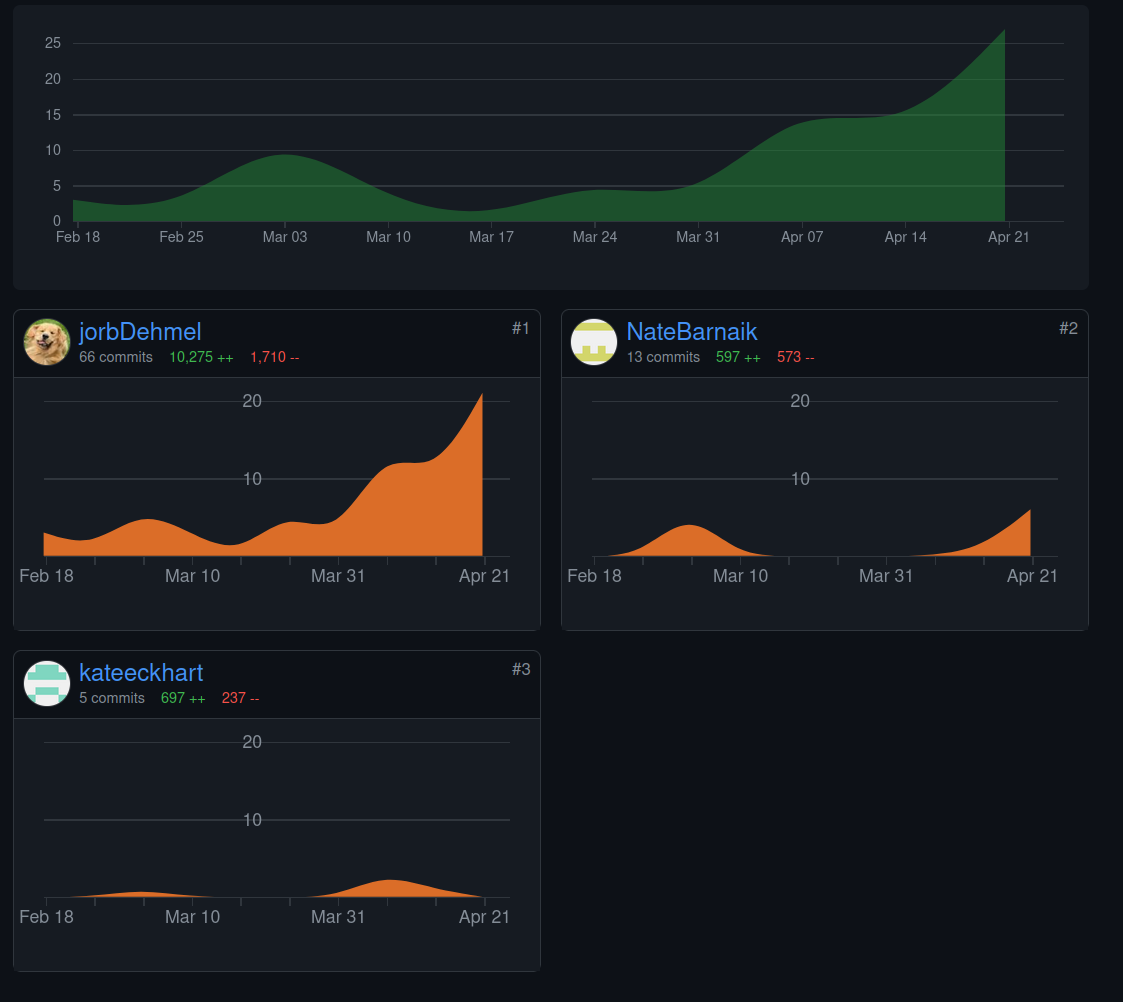 25
20
15
10
5
0
Feb 18 Feb 25 Mar 03 Mar 10 Mar 17 Mar 24 Mar 31 Apr 07 Apr 14 Apr 21
jorbDehmel #1
66 commits 10,275 ++ 1,710 --
20
10
Feb 18 Mar 10 Mar 31 Apr 21
NateBarnaik #2
13 commits 597 ++ 573 --
20
10
Feb 18 Mar 10 Mar 31 Apr 21
kateeckhart #3
5 commits 697 ++ 237 --
20
10
Feb 18 Mar 10 Mar 31 Apr 21